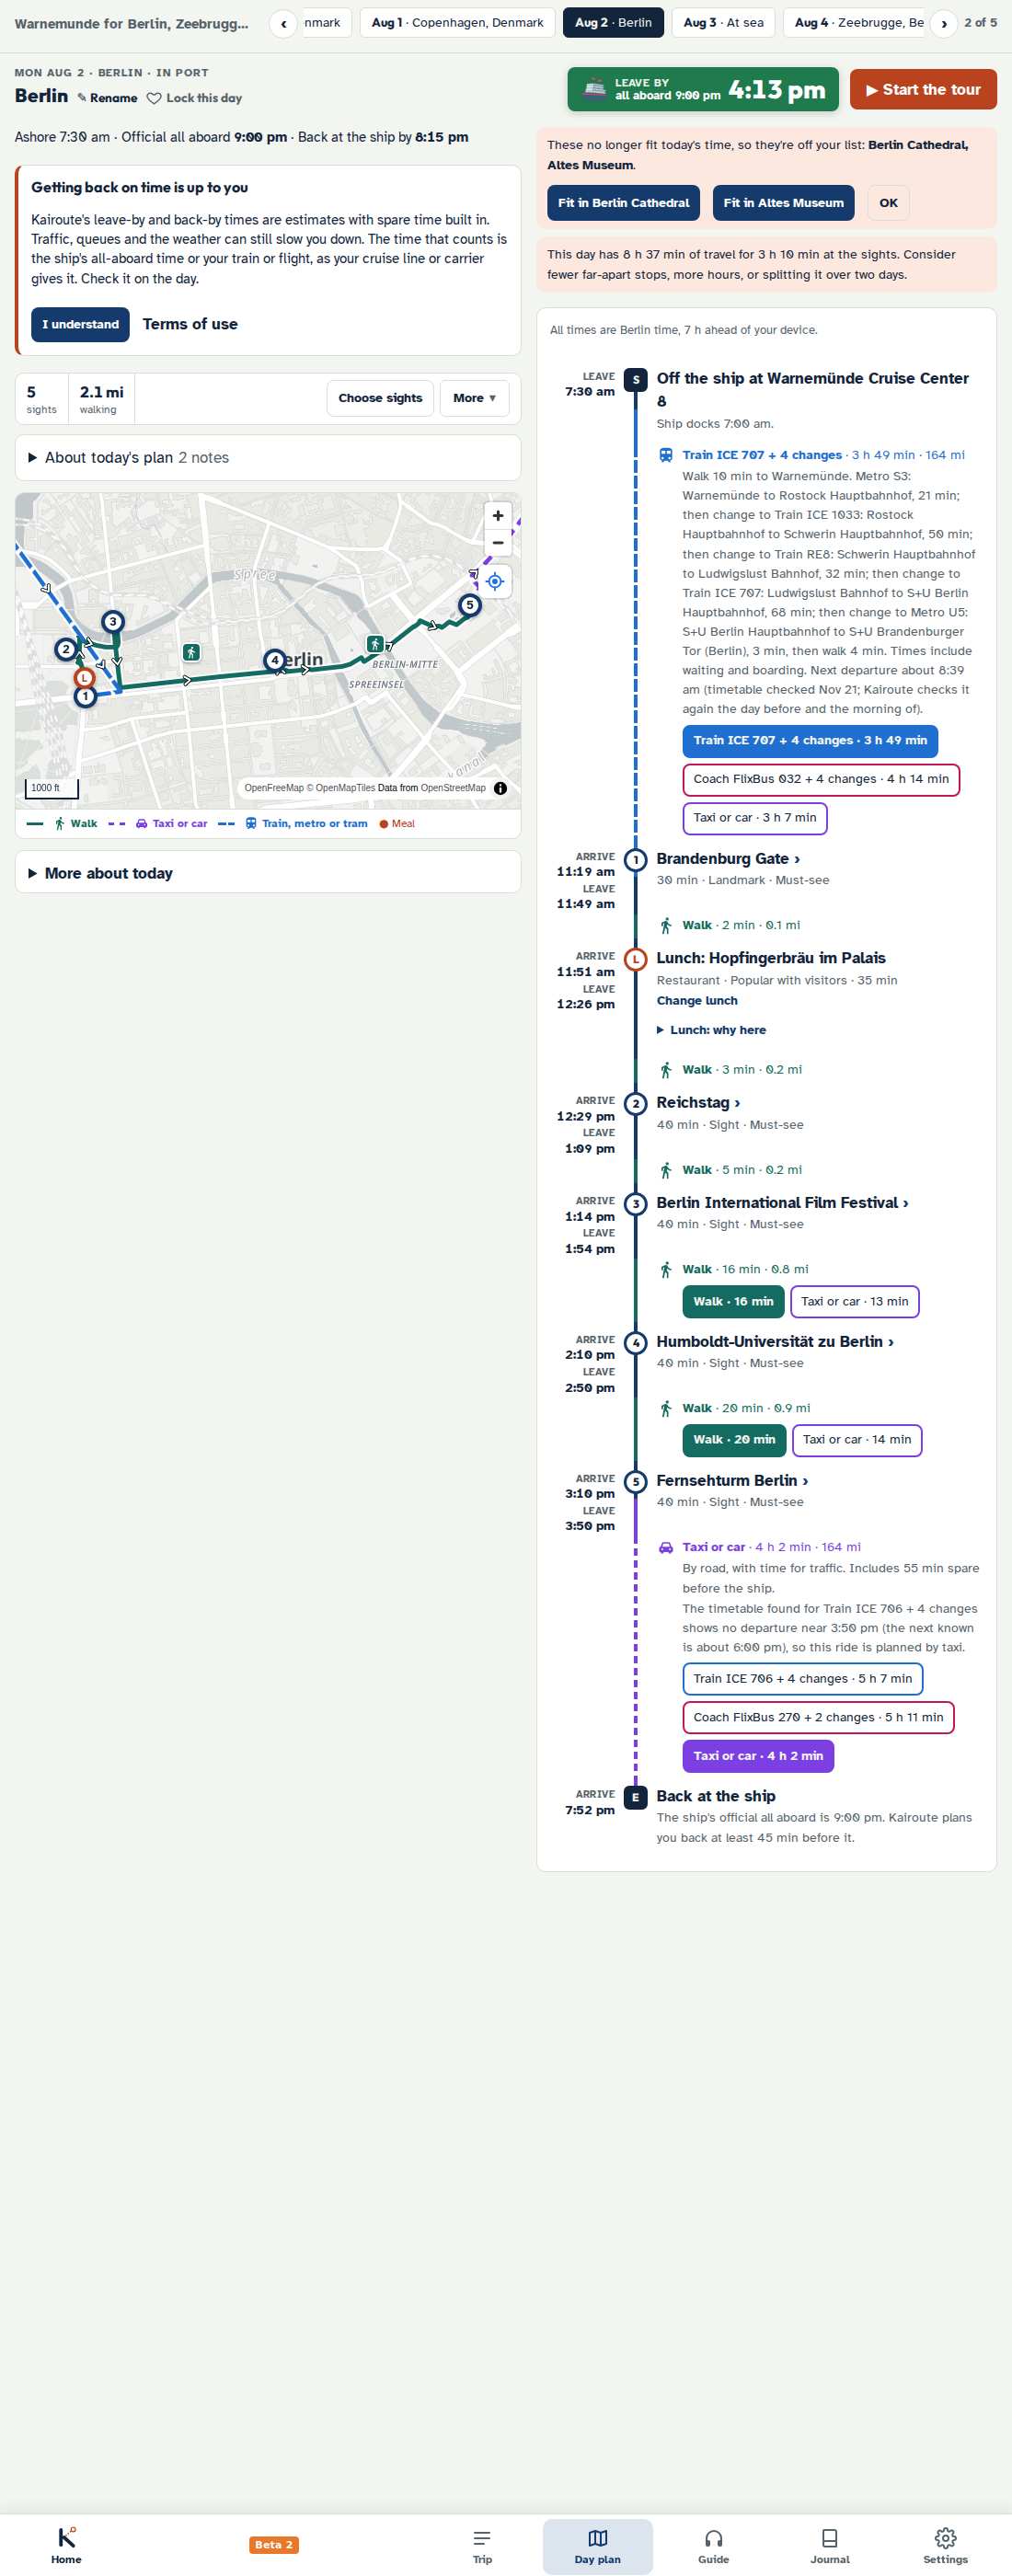 Warnemunde for Berlin, Zeebrugg...
‹
nmark
Aug 1 · Copenhagen, Denmark
Aug 2 · Berlin
Aug 3 · At sea
Aug 4 · Zeebrugge, Be
›
2 of 5
MON AUG 2 · BERLIN · IN PORT
Berlin ✎ Rename Lock this day
LEAVE BY
all aboard 9:00 pm
4:13 pm
▶ Start the tour
Ashore 7:30 am · Official all aboard 9:00 pm · Back at the ship by 8:15 pm
Getting back on time is up to you
Kairoute's leave-by and back-by times are estimates with spare time built in.
Traffic, queues and the weather can still slow you down. The time that counts is
the ship's all-aboard time or your train or flight, as your cruise line or carrier
gives it. Check it on the day.
I understand
Terms of use
5
sights
2.1 mi
walking
Choose sights
More ▼
▶ About today's plan 2 notes
Spree
Berlin
BERLIN-MITTE
SPREEINSEL
anal
1
2
3
4
5
L
+
−
1000 ft
OpenFreeMap © OpenMapTiles Data from OpenStreetMap
Walk
Taxi or car
Train, metro or tram
Meal
▶ More about today
These no longer fit today's time, so they're off your list: Berlin Cathedral,
Altes Museum.
Fit in Berlin Cathedral
Fit in Altes Museum
OK
This day has 8 h 37 min of travel for 3 h 10 min at the sights. Consider
fewer far-apart stops, more hours, or splitting it over two days.
All times are Berlin time, 7 h ahead of your device.
LEAVE
7:30 am
S
Off the ship at Warnemünde Cruise Center
8
Ship docks 7:00 am.
Train ICE 707 + 4 changes · 3 h 49 min · 164 mi
Walk 10 min to Warnemünde. Metro S3:
Warnemünde to Rostock Hauptbahnhof, 21 min;
then change to Train ICE 1033: Rostock
Hauptbahnhof to Schwerin Hauptbahnhof, 50 min;
then change to Train RE8: Schwerin Hauptbahnhof
to Ludwigslust Bahnhof, 32 min; then change to
Train ICE 707: Ludwigslust Bahnhof to S+U Berlin
Hauptbahnhof, 68 min; then change to Metro U5:
S+U Berlin Hauptbahnhof to S+U Brandenburger
Tor (Berlin), 3 min, then walk 4 min. Times include
waiting and boarding. Next departure about 8:39
am (timetable checked Nov 21; Kairoute checks it
again the day before and the morning of).
Train ICE 707 + 4 changes · 3 h 49 min
Coach FlixBus 032 + 4 changes · 4 h 14 min
Taxi or car · 3 h 7 min
ARRIVE
11:19 am
LEAVE
11:49 am
1
Brandenburg Gate ›
30 min · Landmark · Must-see
Walk · 2 min · 0.1 mi
ARRIVE
11:51 am
LEAVE
12:26 pm
L
Lunch: Hopfingerbräu im Palais
Restaurant · Popular with visitors · 35 min
Change lunch
▶ Lunch: why here
Walk · 3 min · 0.2 mi
ARRIVE
12:29 pm
LEAVE
1:09 pm
2
Reichstag ›
40 min · Sight · Must-see
Walk · 5 min · 0.2 mi
ARRIVE
1:14 pm
LEAVE
1:54 pm
3
Berlin International Film Festival ›
40 min · Sight · Must-see
Walk · 16 min · 0.8 mi
Walk · 16 min
Taxi or car · 13 min
ARRIVE
2:10 pm
LEAVE
2:50 pm
4
Humboldt-Universität zu Berlin ›
40 min · Sight · Must-see
Walk · 20 min · 0.9 mi
Walk · 20 min
Taxi or car · 14 min
ARRIVE
3:10 pm
LEAVE
3:50 pm
5
Fernsehturm Berlin ›
40 min · Sight · Must-see
Taxi or car · 4 h 2 min · 164 mi
By road, with time for traffic. Includes 55 min spare
before the ship.
The timetable found for Train ICE 706 + 4 changes
shows no departure near 3:50 pm (the next known
is about 6:00 pm), so this ride is planned by taxi.
Train ICE 706 + 4 changes · 5 h 7 min
Coach FlixBus 270 + 2 changes · 5 h 11 min
Taxi or car · 4 h 2 min
ARRIVE
7:52 pm
E
Back at the ship
The ship's official all aboard is 9:00 pm. Kairoute plans
you back at least 45 min before it.
Home
Beta 2
Trip
Day plan
Guide
Journal
Settings